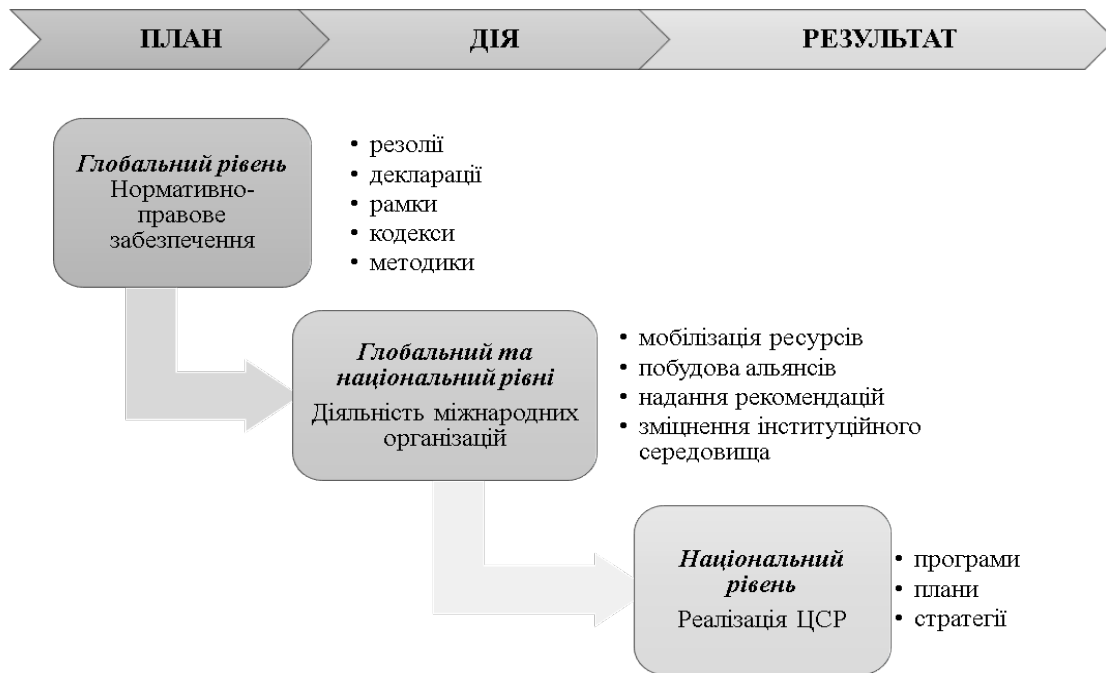 ПЛАН
ДІЯ
РЕЗУЛЬТАТ
Глобальний рівень
Нормативно-
правове
забезпечення
• резолії
• декларації
• рамки
• кодекси
• методики
Глобальний та
національний рівні
Діяльність міжнародних
організацій
• мобілізація ресурсів
• побудова альянсів
• надання рекомендацій
• зміцнення інституційного
середовища
Національний
рівень
Реалізація ЦСР
• програми
• плани
• стратегії